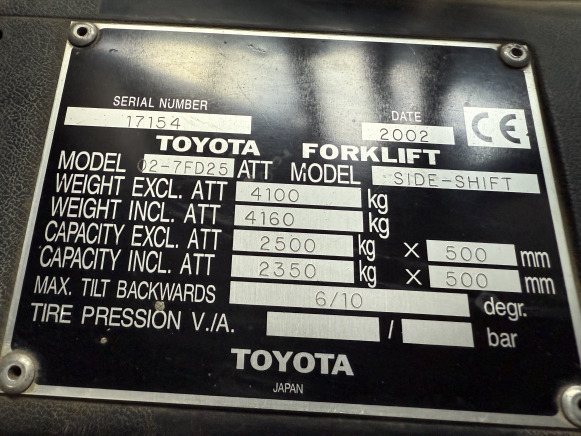 SERIAL NUMBER DATE
17154 2002 CE
TOYOTA FORKLIFT
MODEL 02-7FD25 ATT MODEL SIDE-SHIFT
WEIGHT EXCL. ATT 4100 kg
WEIGHT INCL. ATT 4160 kg
CAPACITY EXCL. ATT 2500 kg × 500 mm
CAPACITY INCL. ATT 2350 kg × 500 mm
MAX. TILT BACKWARDS 6/10 degr.
TIRE PRESSION V./A. / bar
TOYOTA
JAPAN